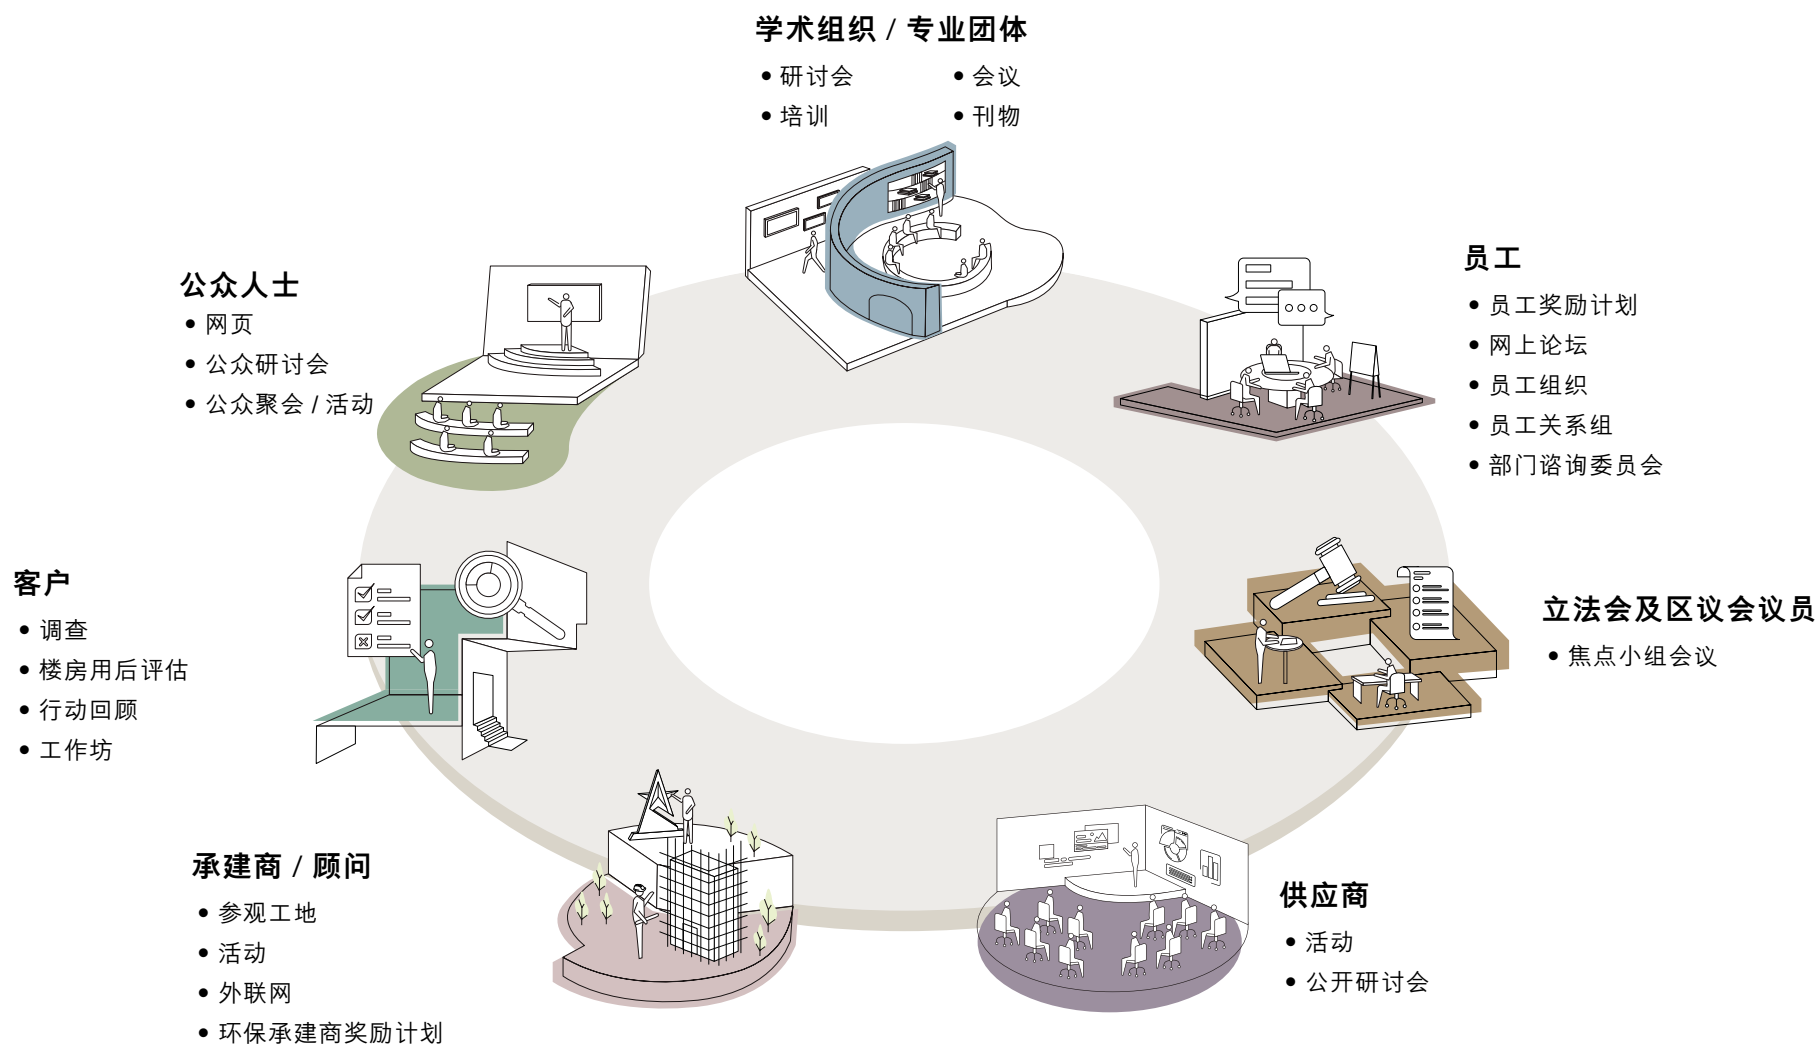 学术组织 / 专业团体
• 研讨会
• 会议
• 培训
• 刊物
员工
• 员工奖励计划
• 网上论坛
• 员工组织
• 员工关系组
• 部门谘询委员会
公众人士
• 网页
• 公众研讨会
• 公众聚会 / 活动
客户
• 调查
• 楼房用后评估
• 行动回顾
• 工作坊
立法会及区议会议员
• 焦点小组会议
承建商 / 顾问
• 参观工地
• 活动
• 外联网
• 环保承建商奖励计划
供应商
• 活动
• 公开研讨会